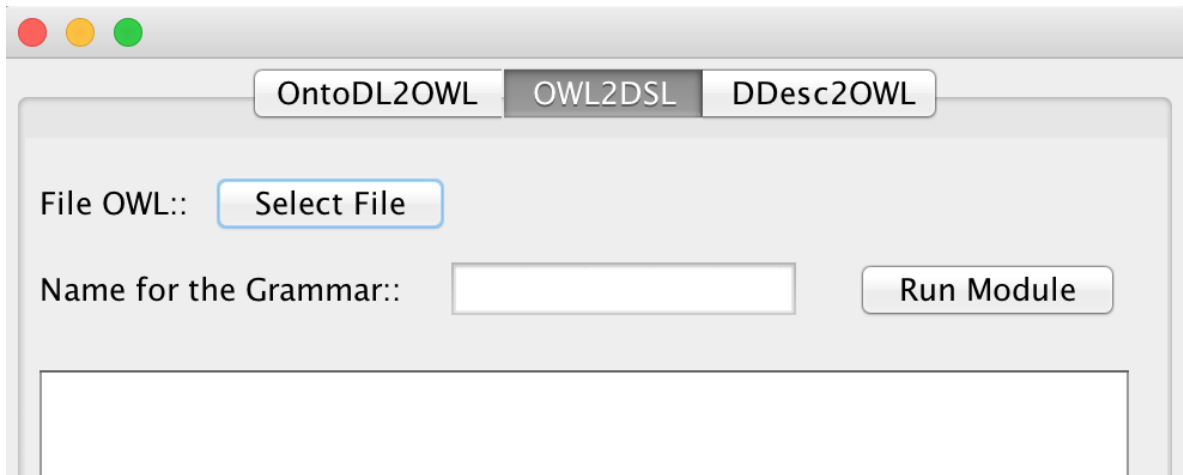 OntoDL2OWL OWL2DSL DDesc2OWL
File OWL:: Select File
Name for the Grammar:: Run Module